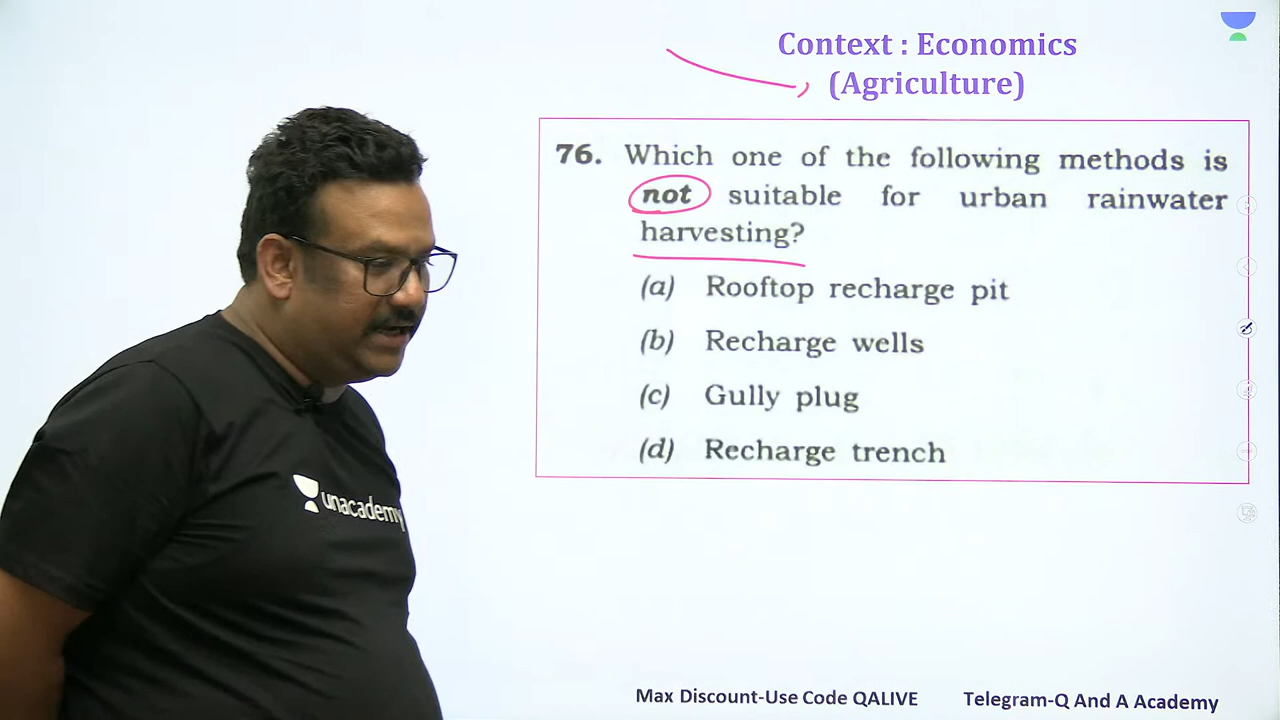 Context : Economics
(Agriculture)
76. Which one of the following methods is
not suitable for urban rainwater
harvesting?
(a) Rooftop recharge pit
(b) Recharge wells
(c) Gully plug
(d) Recharge trench
unacademy
Max Discount-Use Code QALIVE Telegram-Q And A Academy